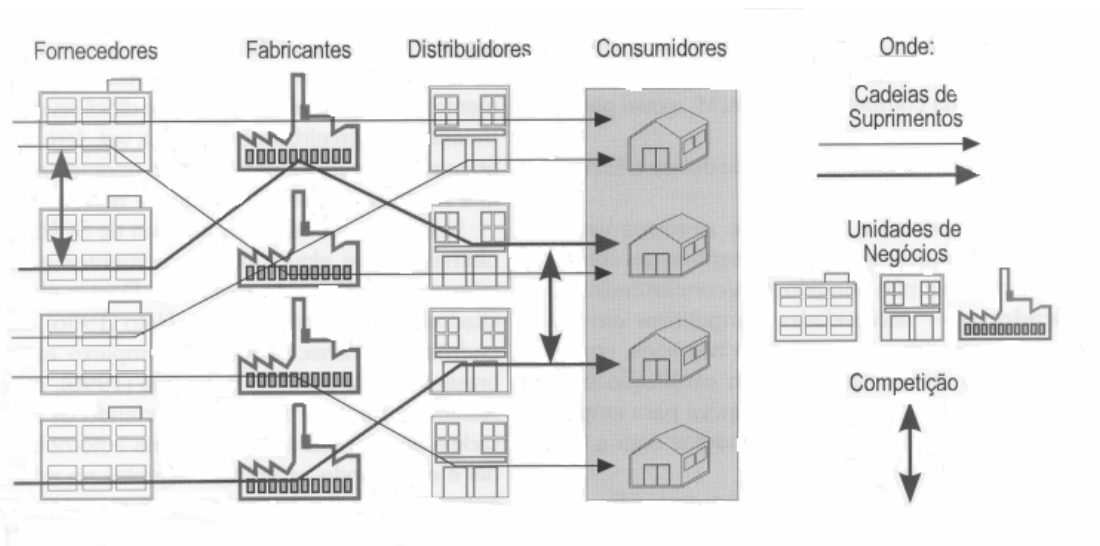 Fornecedores
Fabricantes
Distribuidores
Consumidores
Onde:
Cadeias de
Suprimentos
Unidades de
Negócios
Competição